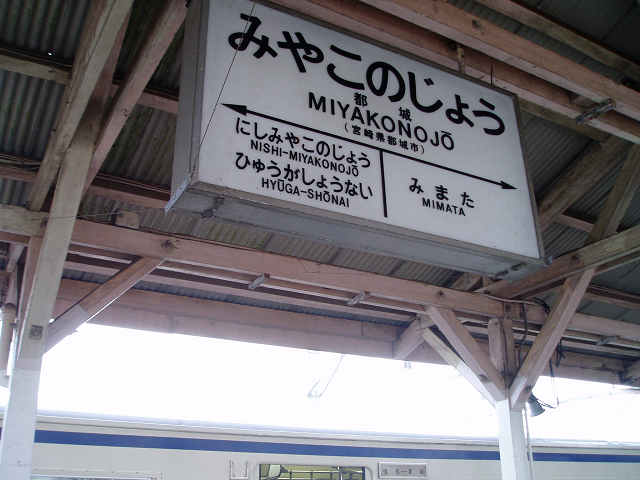 みやこのじょう
都城
MIYAKONOJŌ
(宮崎県都城市)
にしみやこのじょう
NISHI-MIYAKONOJŌ
ひゅうがしょうない
HYŪGA-SHŌNAI
みまた
MIMATA